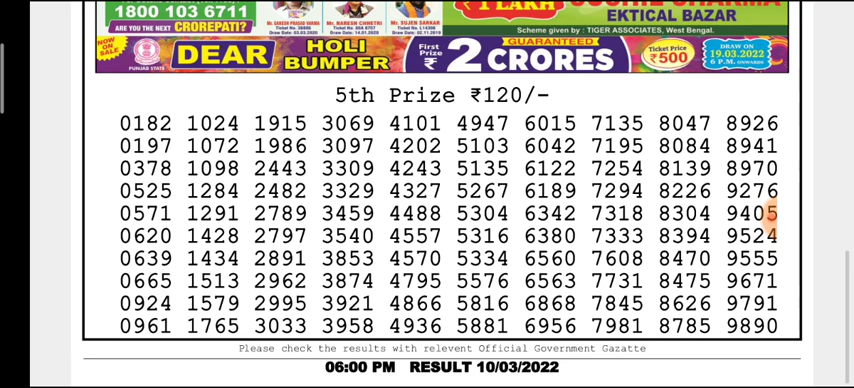 1800 103 6711
ARE YOU THE NEXT CROREPATI?
Mr. NARESH CHHETRI
₹ 1 LAKH
EKTICAL BAZAR
Scheme given by : TIGER ASSOCIATES, West Bengal.
NOW ON SALE
PUNJAB STATE
DEAR
HOLI BUMPER
First Prize ₹
GUARANTEED
2 CRORES
Ticket Price ₹500
DRAW ON 19.03.2022 6 P.M. ONWARDS
5th Prize ₹120/-
0182 1024 1915 3069 4101 4947 6015 7135 8047 8926
0197 1072 1986 3097 4202 5103 6042 7195 8084 8941
0378 1098 2443 3309 4243 5135 6122 7254 8139 8970
0525 1284 2482 3329 4327 5267 6189 7294 8226 9276
0571 1291 2789 3459 4488 5304 6342 7318 8304 9405
0620 1428 2797 3540 4557 5316 6380 7333 8394 9524
0639 1434 2891 3853 4570 5334 6560 7608 8470 9555
0665 1513 2962 3874 4795 5576 6563 7731 8475 9671
0924 1579 2995 3921 4866 5816 6868 7845 8626 9791
0961 1765 3033 3958 4936 5881 6956 7981 8785 9890
Please check the results with relevent Official Government Gazatte
06:00 PM RESULT 10/03/2022